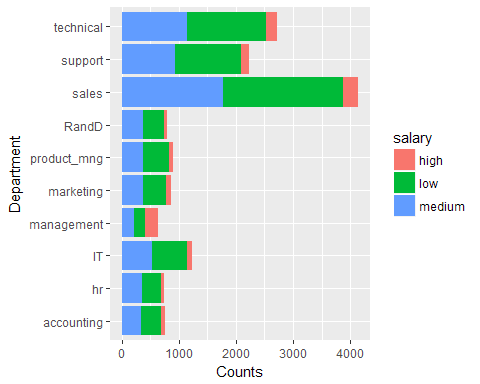 technical
support
sales
RandD
product_mng
marketing
management
IT
hr
accounting
Department
0 1000 2000 3000 4000
Counts
salary
high
low
medium